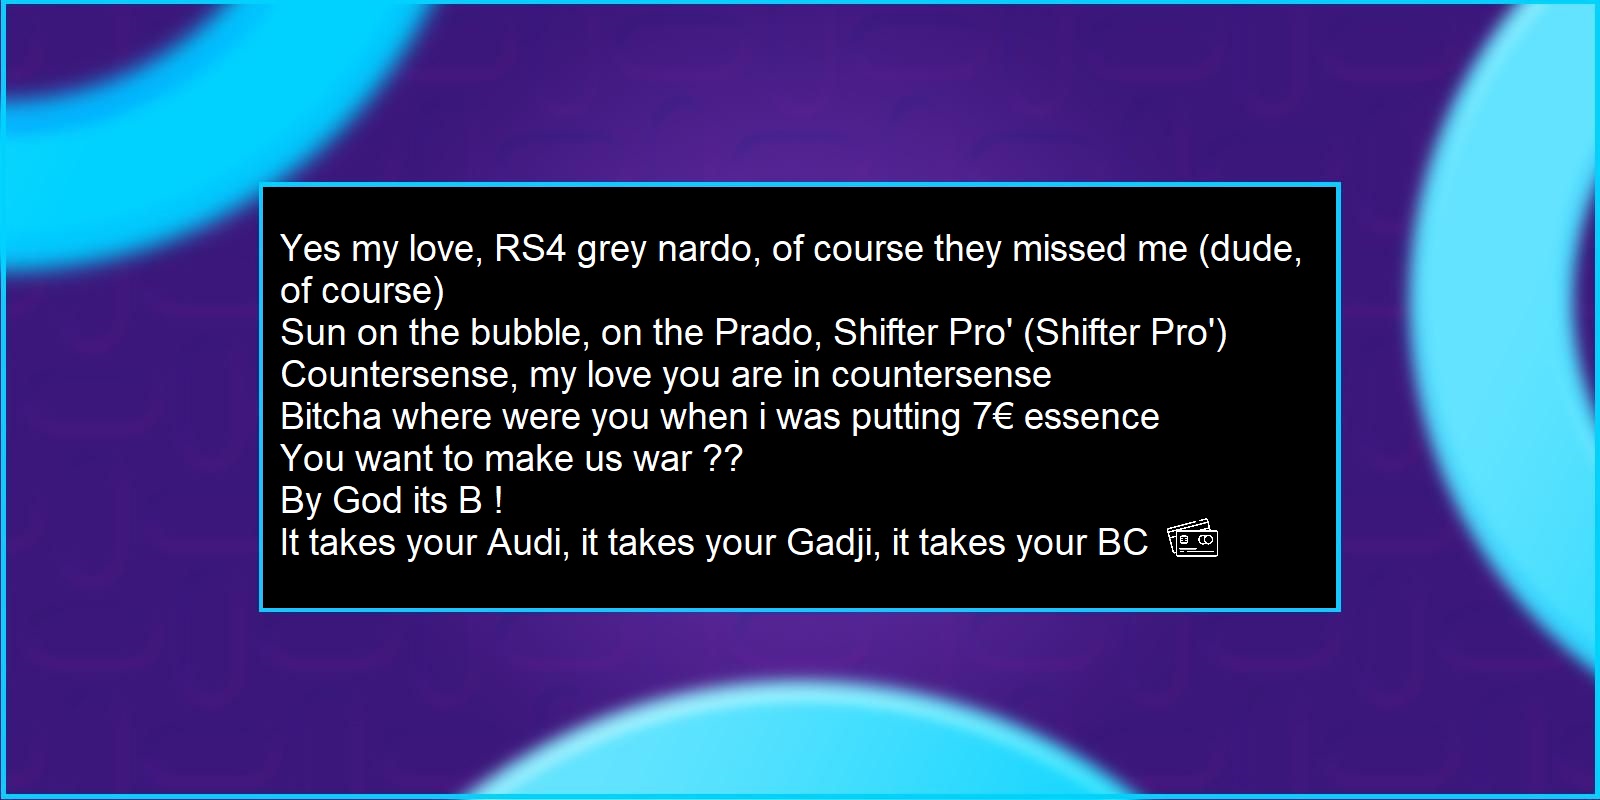 Yes my love, RS4 grey nardo, of course they missed me (dude,
of course)
Sun on the bubble, on the Prado, Shifter Pro' (Shifter Pro')
Countersense, my love you are in countersense
Bitcha where were you when i was putting 7€ essence
You want to make us war ??
By God its B !
It takes your Audi, it takes your Gadji, it takes your BC